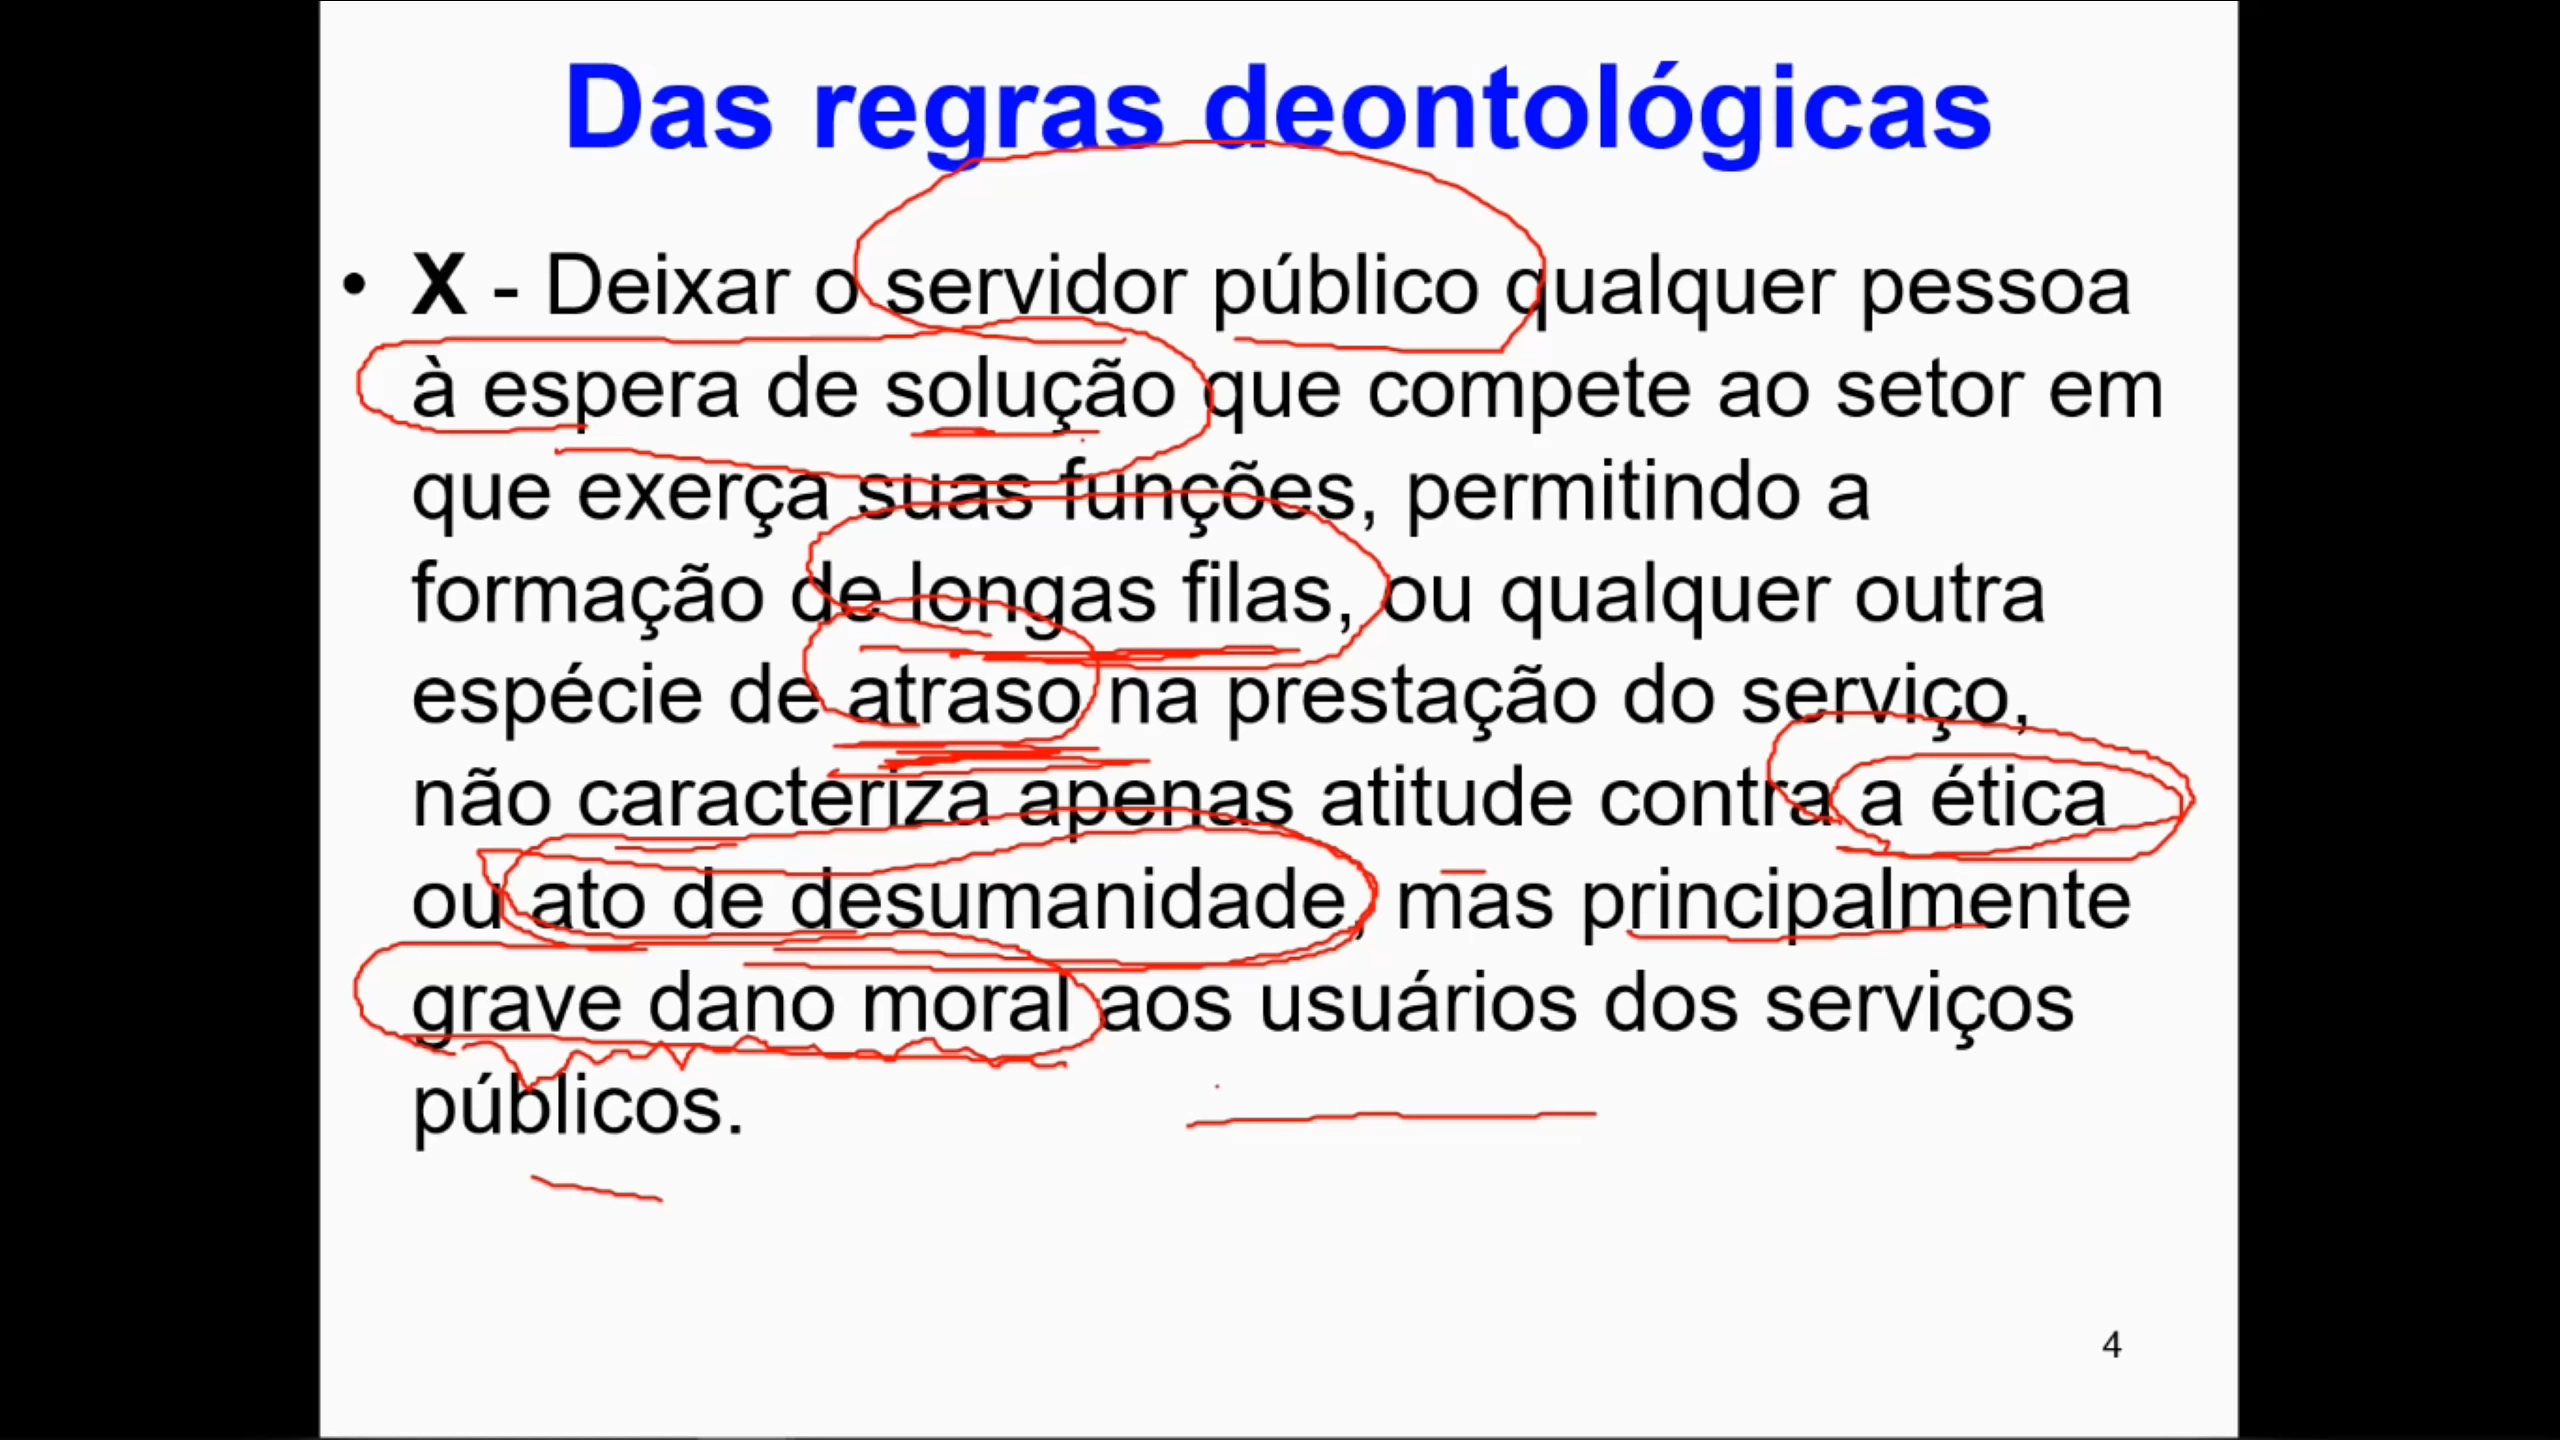 Das regras deontológicas
• X - Deixar o servidor público qualquer pessoa
à espera de solução que compete ao setor em
que exerça suas funções, permitindo a
formação de longas filas, ou qualquer outra
espécie de atraso na prestação do serviço,
não caracteriza apenas atitude contra a ética
ou ato de desumanidade, mas principalmente
grave dano moral aos usuários dos serviços
públicos.
4